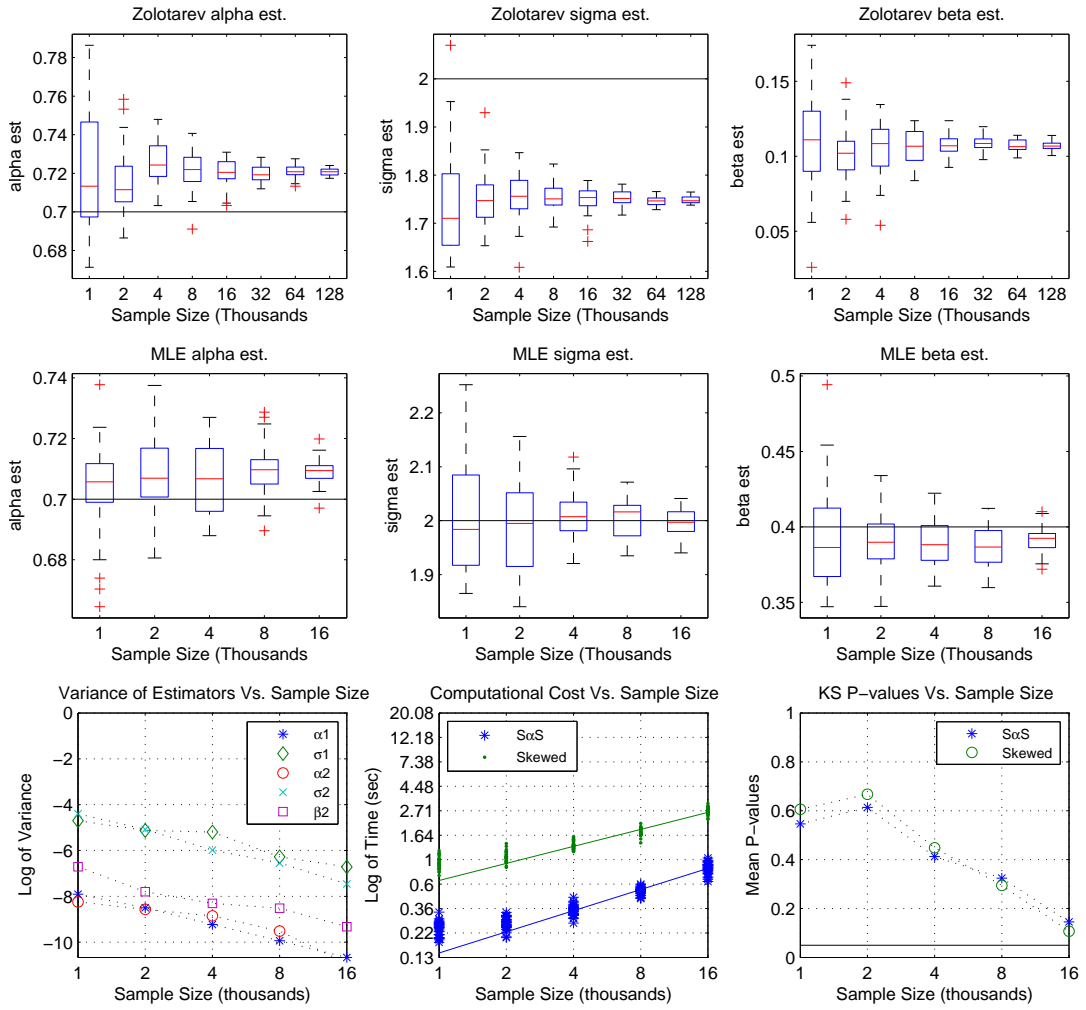 Zolotarev alpha est.
alpha est
0.78
0.76
0.74
0.72
0.7
0.68
1 2 4 8 16 32 64 128
Sample Size (Thousands
Zolotarev sigma est.
sigma est
2
1.9
1.8
1.7
1.6
1 2 4 8 16 32 64 128
Sample Size (Thousands
Zolotarev beta est.
beta est
0.15
0.1
0.05
1 2 4 8 16 32 64 128
Sample Size (Thousands
MLE alpha est.
alpha est
0.74
0.72
0.7
0.68
1 2 4 8 16
Sample Size (Thousands
MLE sigma est.
sigma est
2.2
2.1
2
1.9
1 2 4 8 16
Sample Size (Thousands
MLE beta est.
beta est
0.5
0.45
0.4
0.35
1 2 4 8 16
Sample Size (Thousands
Variance of Estimators Vs. Sample Size
Log of Variance
0
−2
−4
−6
−8
−10
α1
σ1
α2
σ2
β2
1 2 4 8 16
Sample Size (thousands)
Computational Cost Vs. Sample Size
Log of Time (sec)
20.08
12.18
7.38
4.48
2.71
1.64
1
0.6
0.36
0.22
0.13
SαS
Skewed
1 2 4 8 16
Sample Size (thousands)
KS P−values Vs. Sample Size
Mean P−values
1
0.8
0.6
0.4
0.2
0
SαS
Skewed
1 2 4 8 16
Sample Size (thousands)